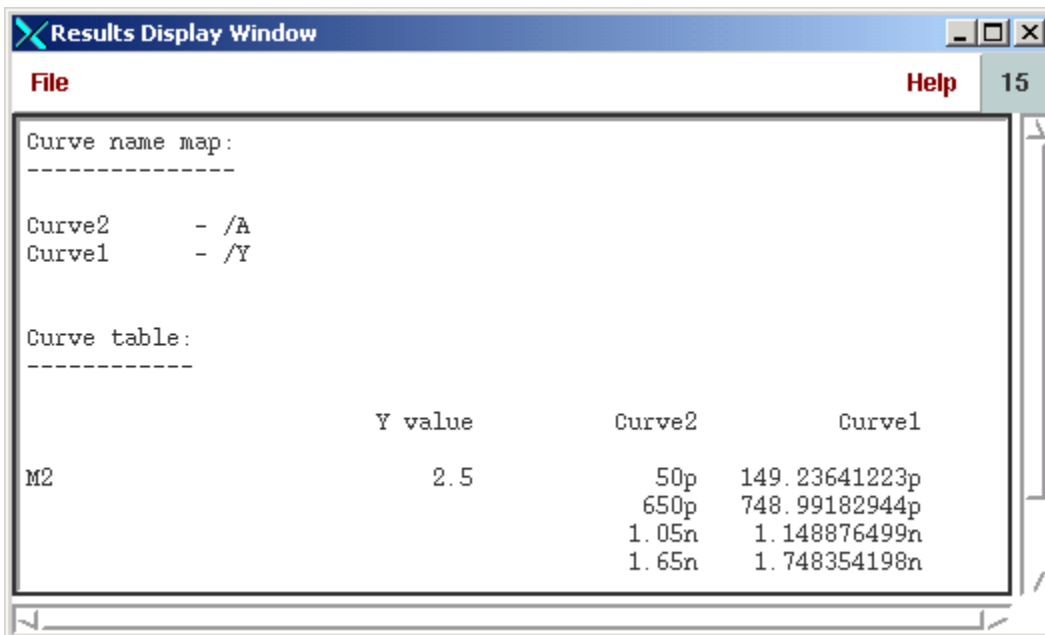 Results Display Window
File Help 15
Curve name map:
---------------
Curve2 - /A
Curve1 - /Y
Curve table:
------------
Y value Curve2 Curve1
M2 2.5 50p 149.23641223p
650p 748.99182944p
1.05n 1.148876499n
1.65n 1.748354198n